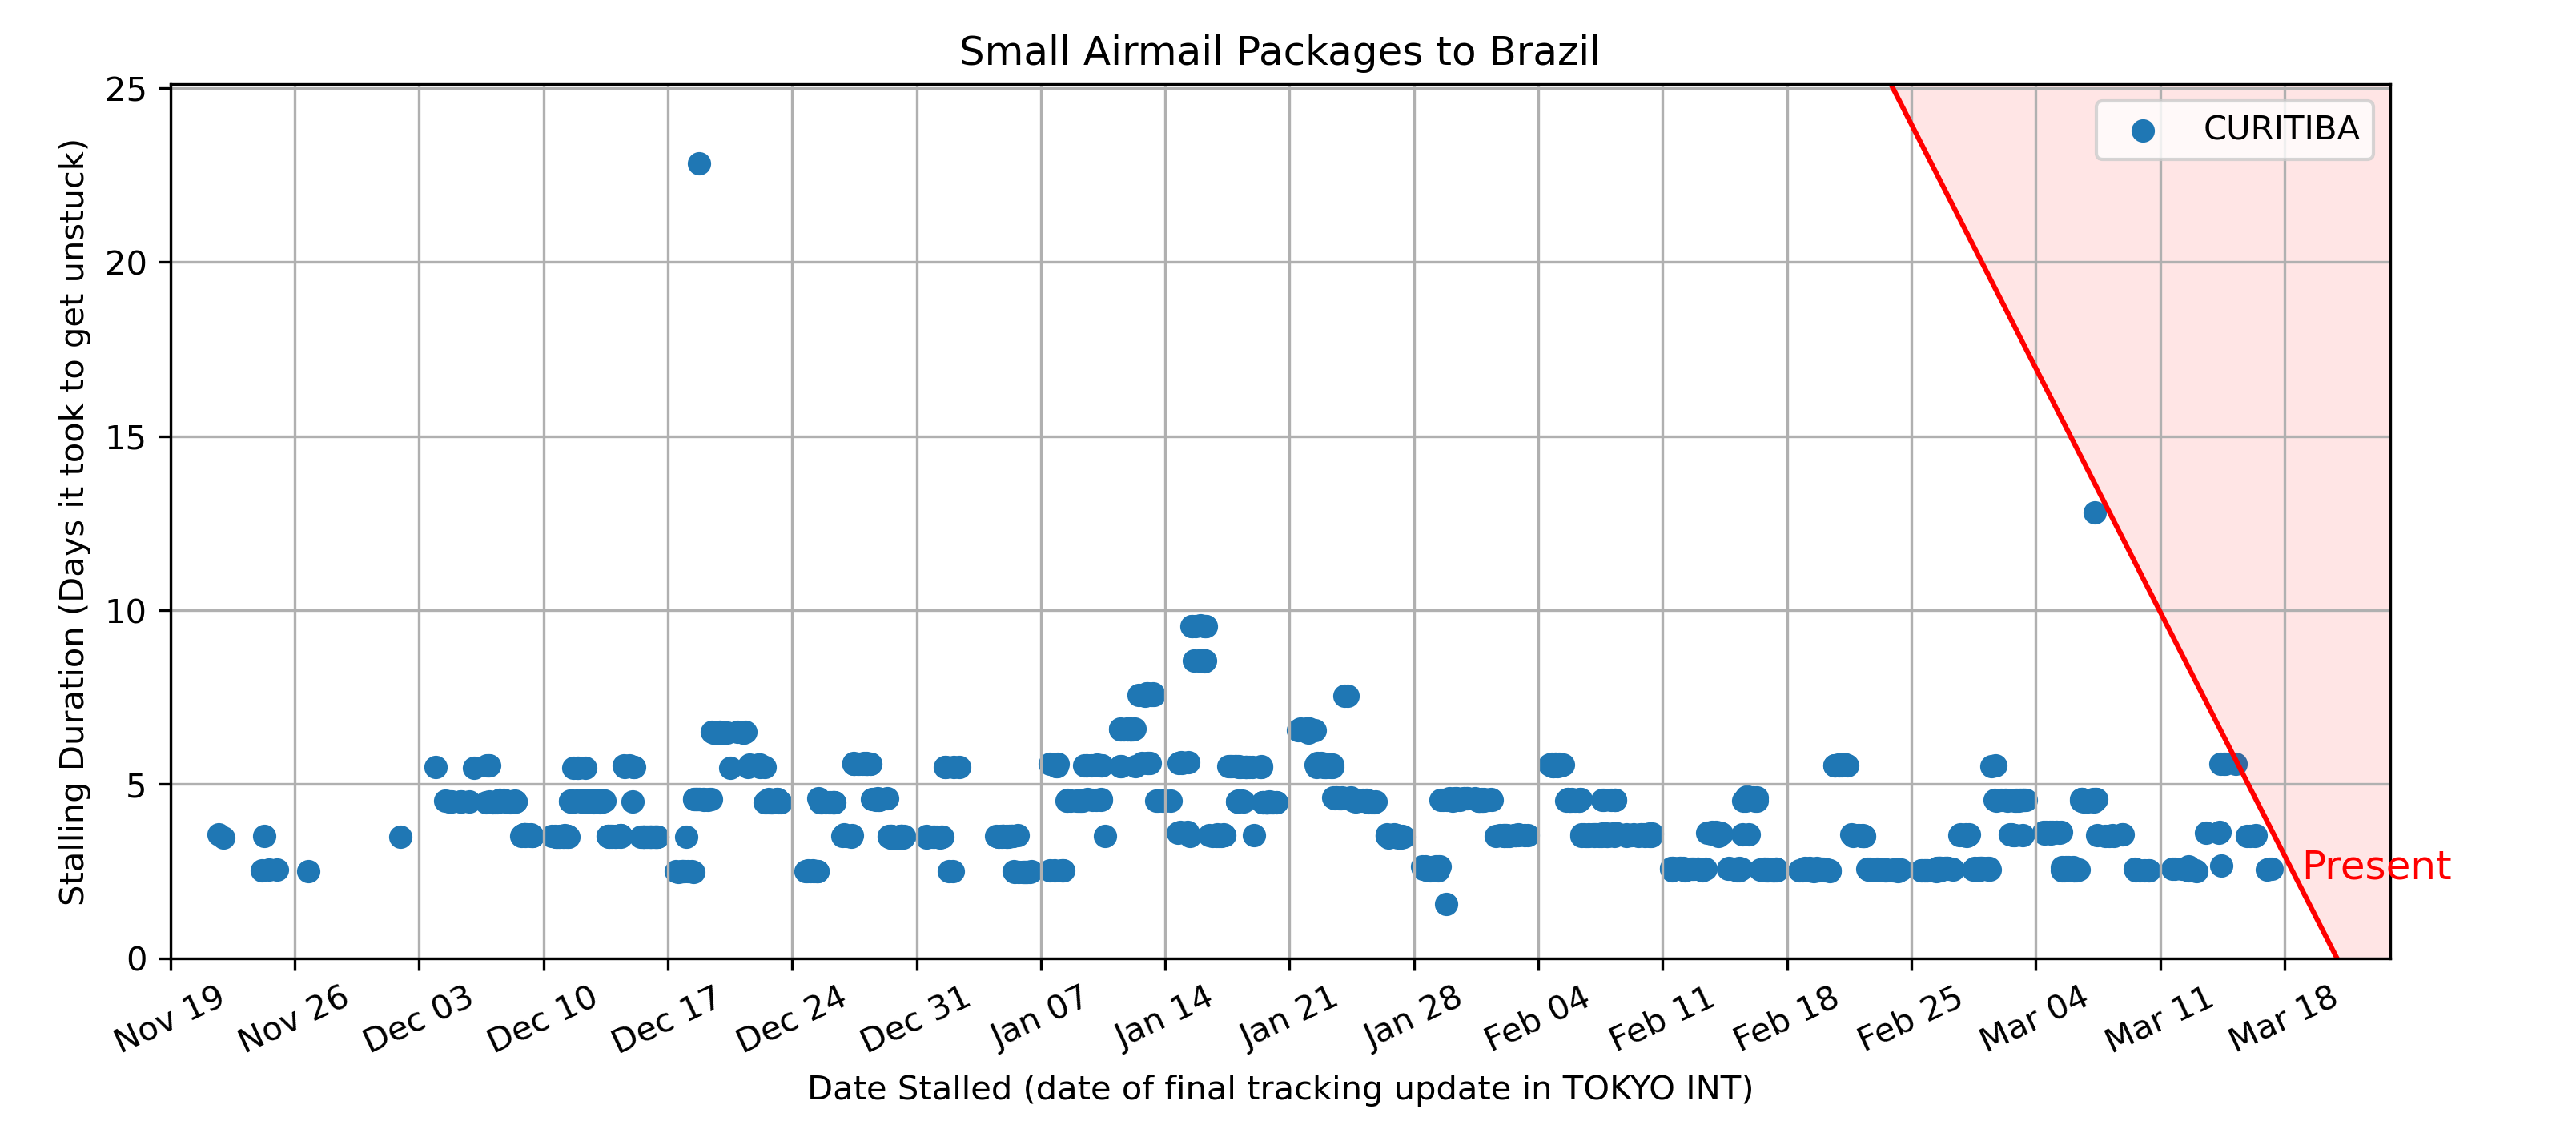 Small Airmail Packages to Brazil
CURITIBA
Stalling Duration (Days it took to get unstuck)
25
20
15
10
5
0
Present
Nov 19 Nov 26 Dec 03 Dec 10 Dec 17 Dec 24 Dec 31 Jan 07 Jan 14 Jan 21 Jan 28 Feb 04 Feb 11 Feb 18 Feb 25 Mar 04 Mar 11 Mar 18
Date Stalled (date of final tracking update in TOKYO INT)